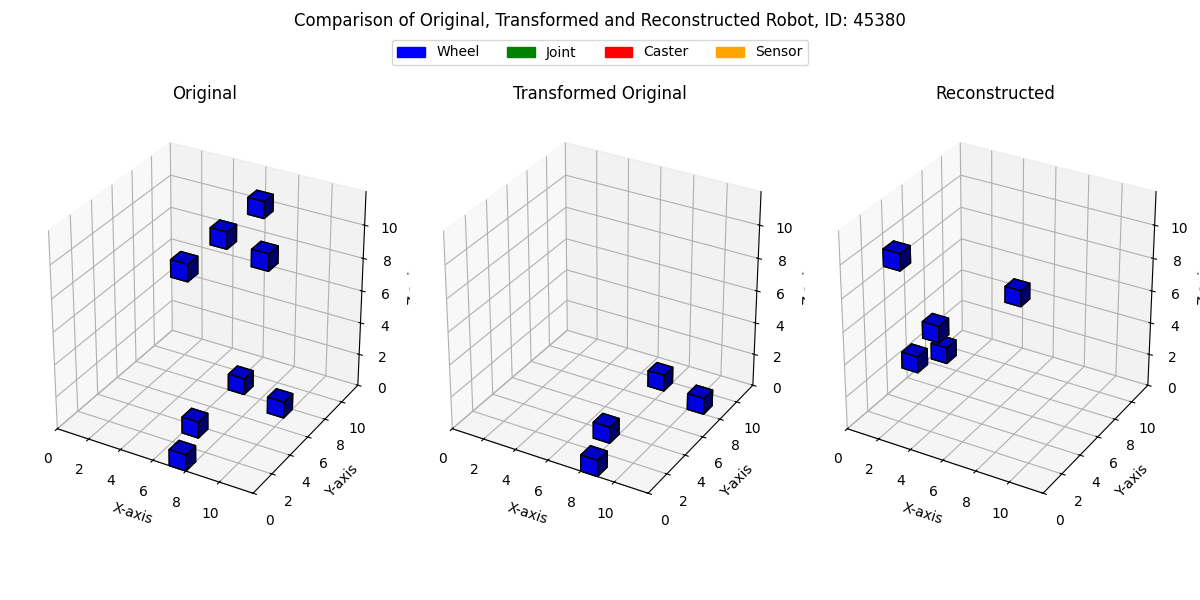 Comparison of Original, Transformed and Reconstructed Robot, ID: 45380
Wheel Joint Caster Sensor
Original Transformed Original Reconstructed
10 10 10
8 8 8
6 6 6
4 4 4
2 2 2
0 0 0
0 2 4 6 8 10 0 2 4 6 8 10 0 2 4 6 8 10
X-axis X-axis X-axis
0 2 4 6 8 10 0 2 4 6 8 10 0 2 4 6 8 10
Y-axis Y-axis Y-axis